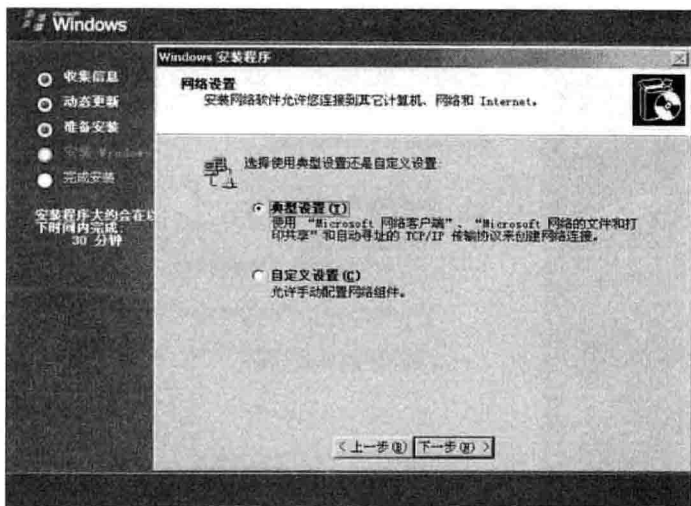 Windows
Windows 安装程序
收集信息
动态更新
准备安装
安装 Windows
完成安装
安装程序大约会在以
下时间内完成:
30 分钟
网络设置
安装网络软件允许您连接到其它计算机、网络和 Internet。
选择使用典型设置还是自定义设置:
典型设置(T)
使用 “Microsoft 网络客户端”、“Microsoft 网络的文件和打
印共享”和自动寻址的 TCP/IP 传输协议来创建网络连接。
自定义设置(C)
允许手动配置网络组件。
<上一步(B)
下一步(N)>